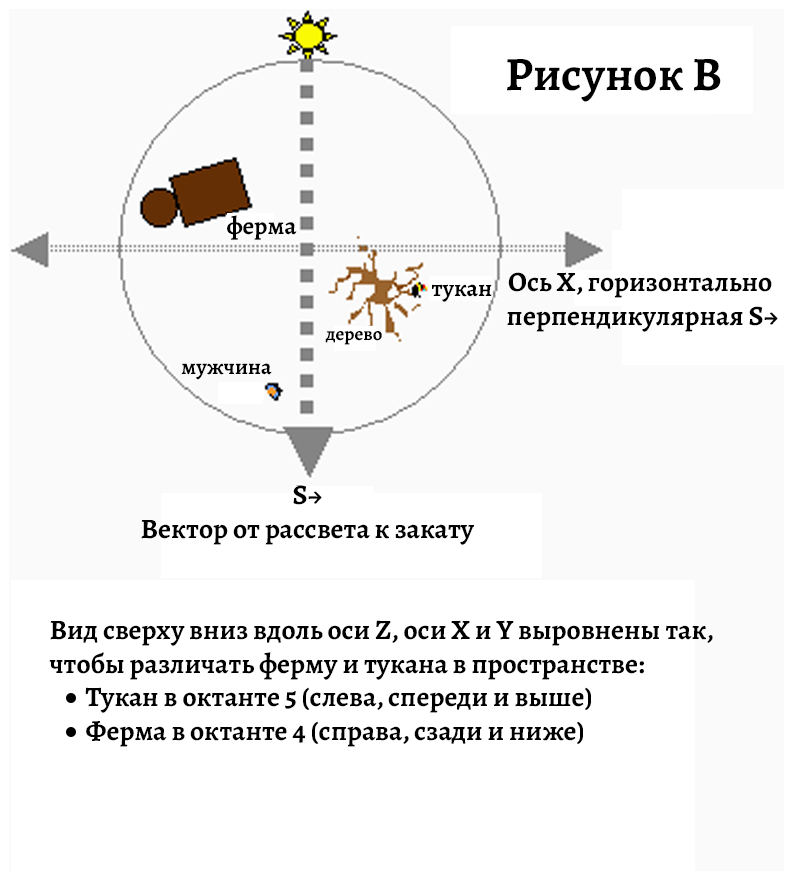 Рисунок В
ферма
тукан
Ось X, горизонтально
перпендикулярная S→
дерево
мужчина
S→
Вектор от рассвета к закату
Вид сверху вниз вдоль оси Z, оси X и Y выровнены так,
чтобы различать ферму и тукана в пространстве:
• Тукан в октанте 5 (слева, спереди и выше)
• Ферма в октанте 4 (справа, сзади и ниже)